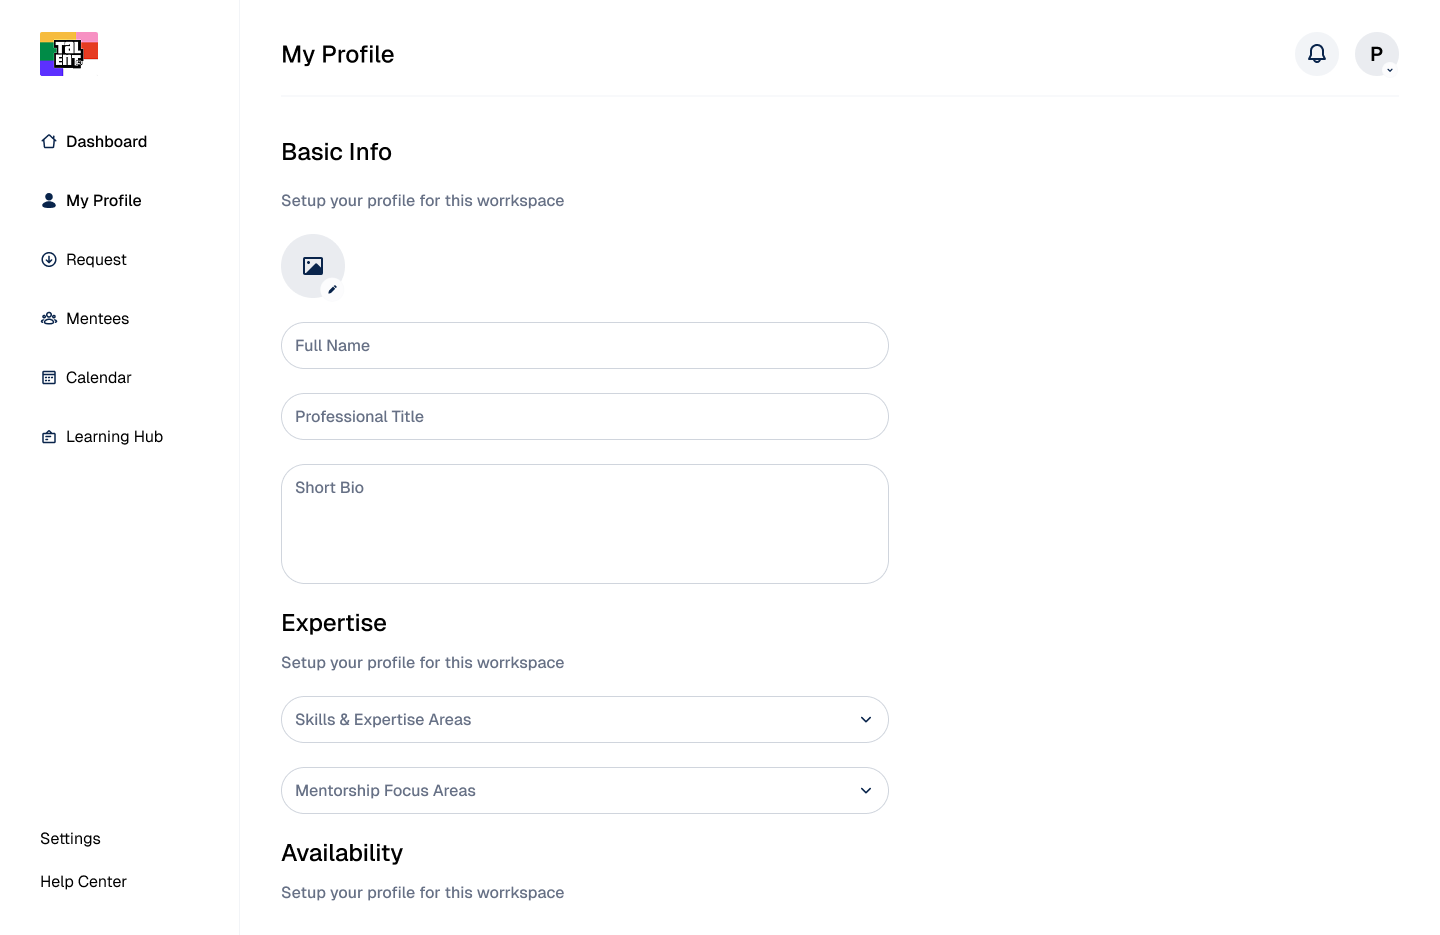 TAL
ENT
Dashboard
My Profile
Request
Mentees
Calendar
Learning Hub
Settings
Help Center
My Profile
P
Basic Info
Setup your profile for this worrkspace
Full Name
Professional Title
Short Bio
Expertise
Setup your profile for this worrkspace
Skills & Expertise Areas
Mentorship Focus Areas
Availability
Setup your profile for this worrkspace